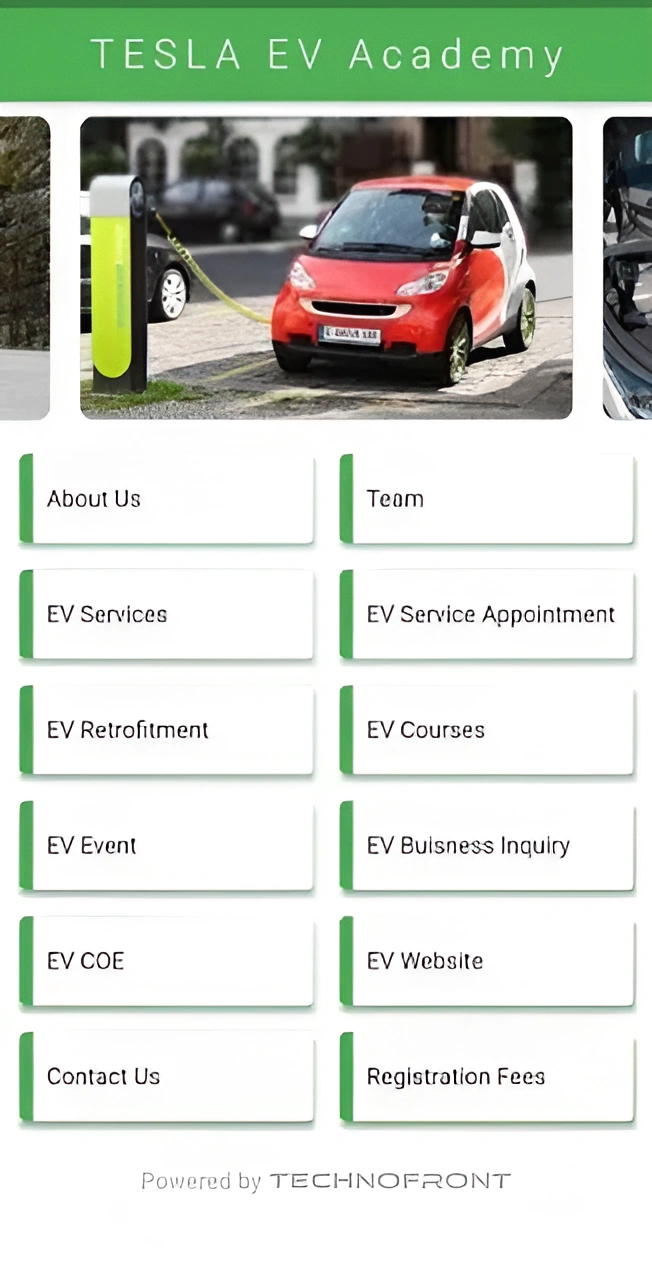 TESLA EV Academy
About Us
Team
EV Services
EV Service Appointment
EV Retrofitment
EV Courses
EV Event
EV Buisness Inquiry
EV COE
EV Website
Contact Us
Registration Fees
Powered by TECHNOFRONT